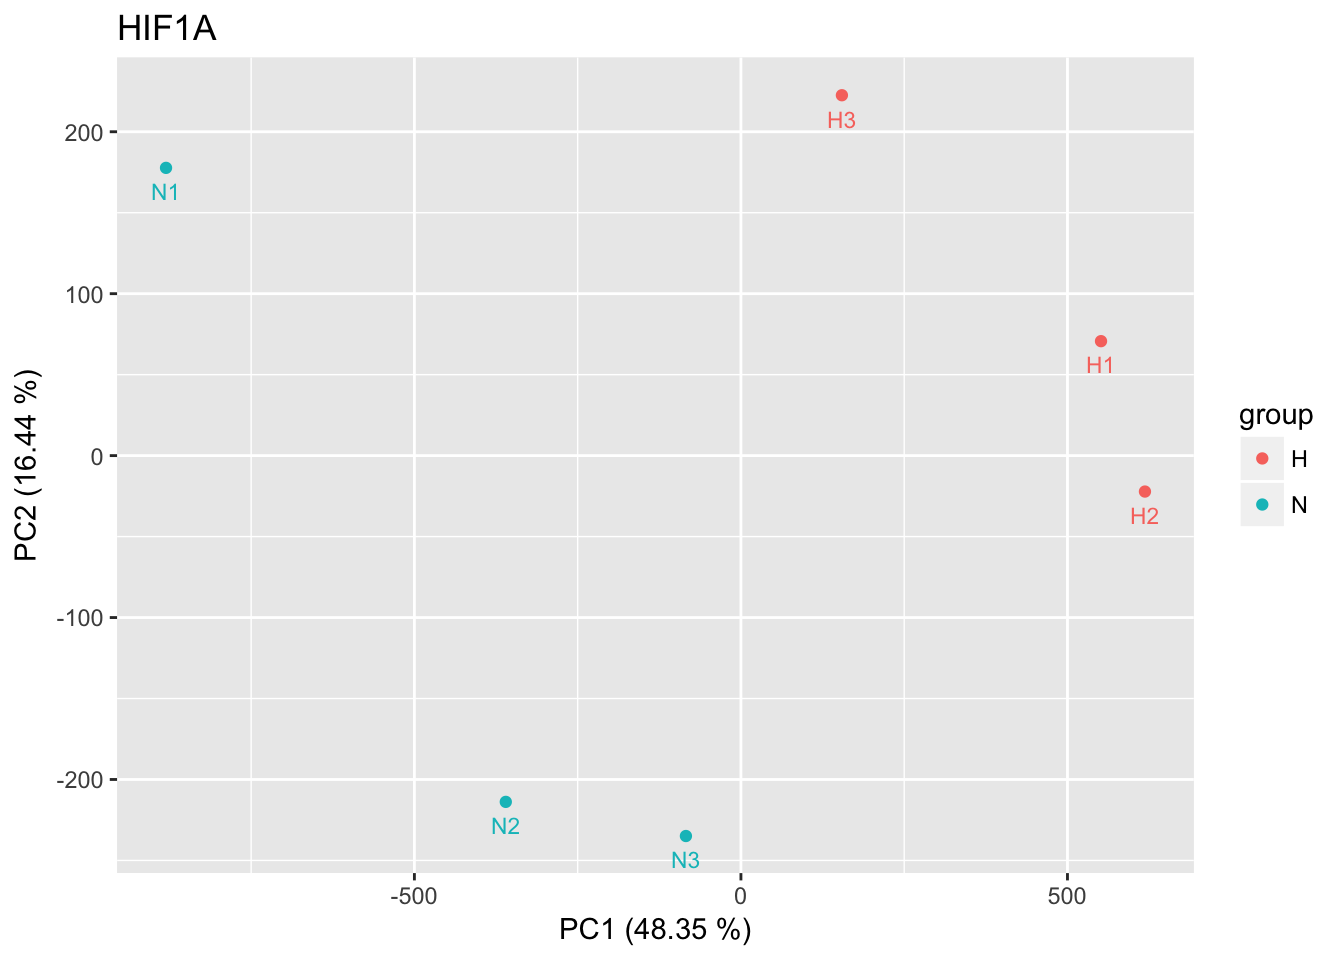 HIF1A
H3
200
N1
100
H1
PC2 (16.44 %)
group
0
H
H2
N
-100
-200
N2
N3
-500
0
500
PC1 (48.35 %)